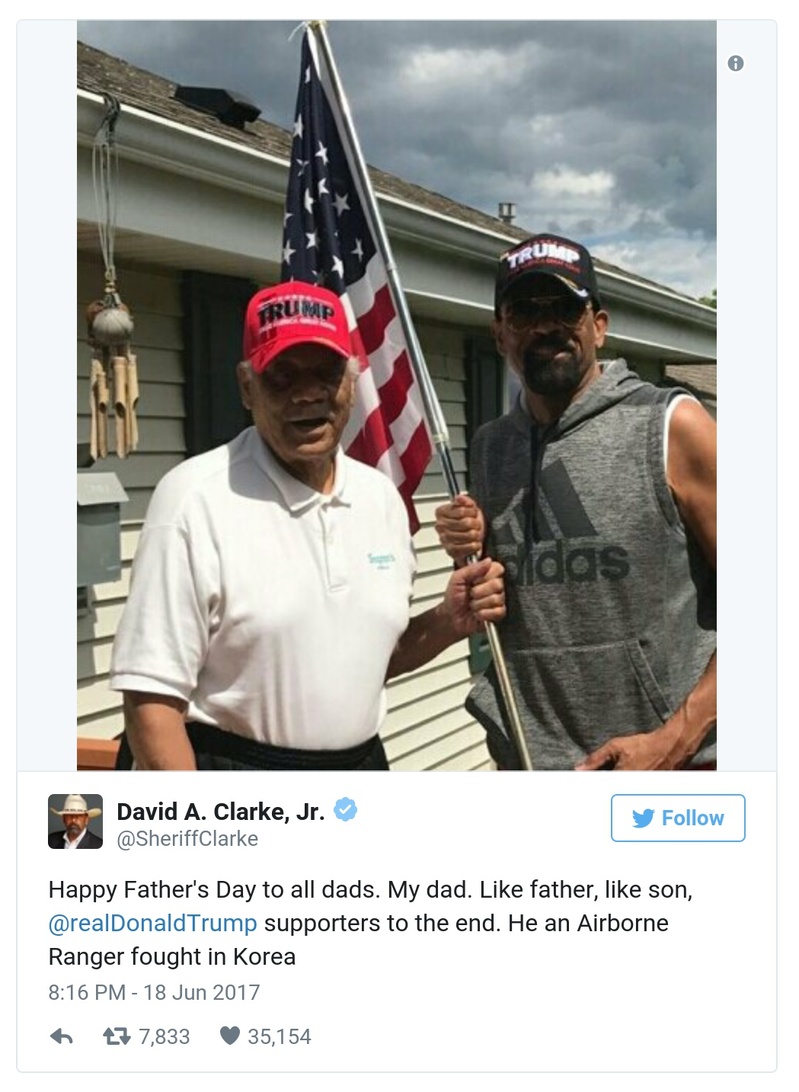 TRUMP
TRUMP
adidas
David A. Clarke, Jr.
@SheriffClarke
Follow
Happy Father's Day to all dads. My dad. Like father, like son,
@realDonaldTrump supporters to the end. He an Airborne
Ranger fought in Korea
8:16 PM - 18 Jun 2017
7,833
35,154